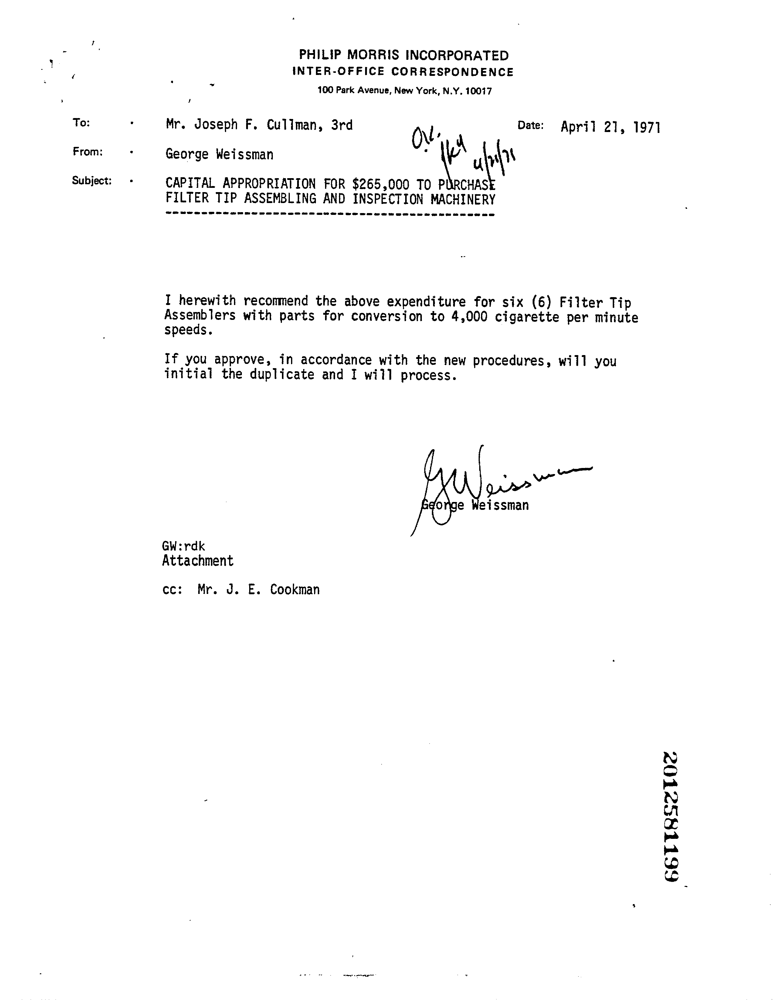 PHILIP MORRIS INCORPORATED
INTER-OFFICE CORRESPONDENCE
100 Park Avenue, New York, N.Y. 10017
To: Mr. Joseph F. Cullman, 3rd Date: April 21, 1971
From: George Weissman
O.K.
4/21/71
Subject: CAPITAL APPROPRIATION FOR $265,000 TO PURCHASE
FILTER TIP ASSEMBLING AND INSPECTION MACHINERY
I herewith recommend the above expenditure for six (6) Filter Tip
Assemblers with parts for conversion to 4,000 cigarette per minute
speeds.
If you approve, in accordance with the new procedures, will you
initial the duplicate and I will process.
GWeissman
George Weissman
GW:rdk
Attachment
cc: Mr. J. E. Cookman
2012581199